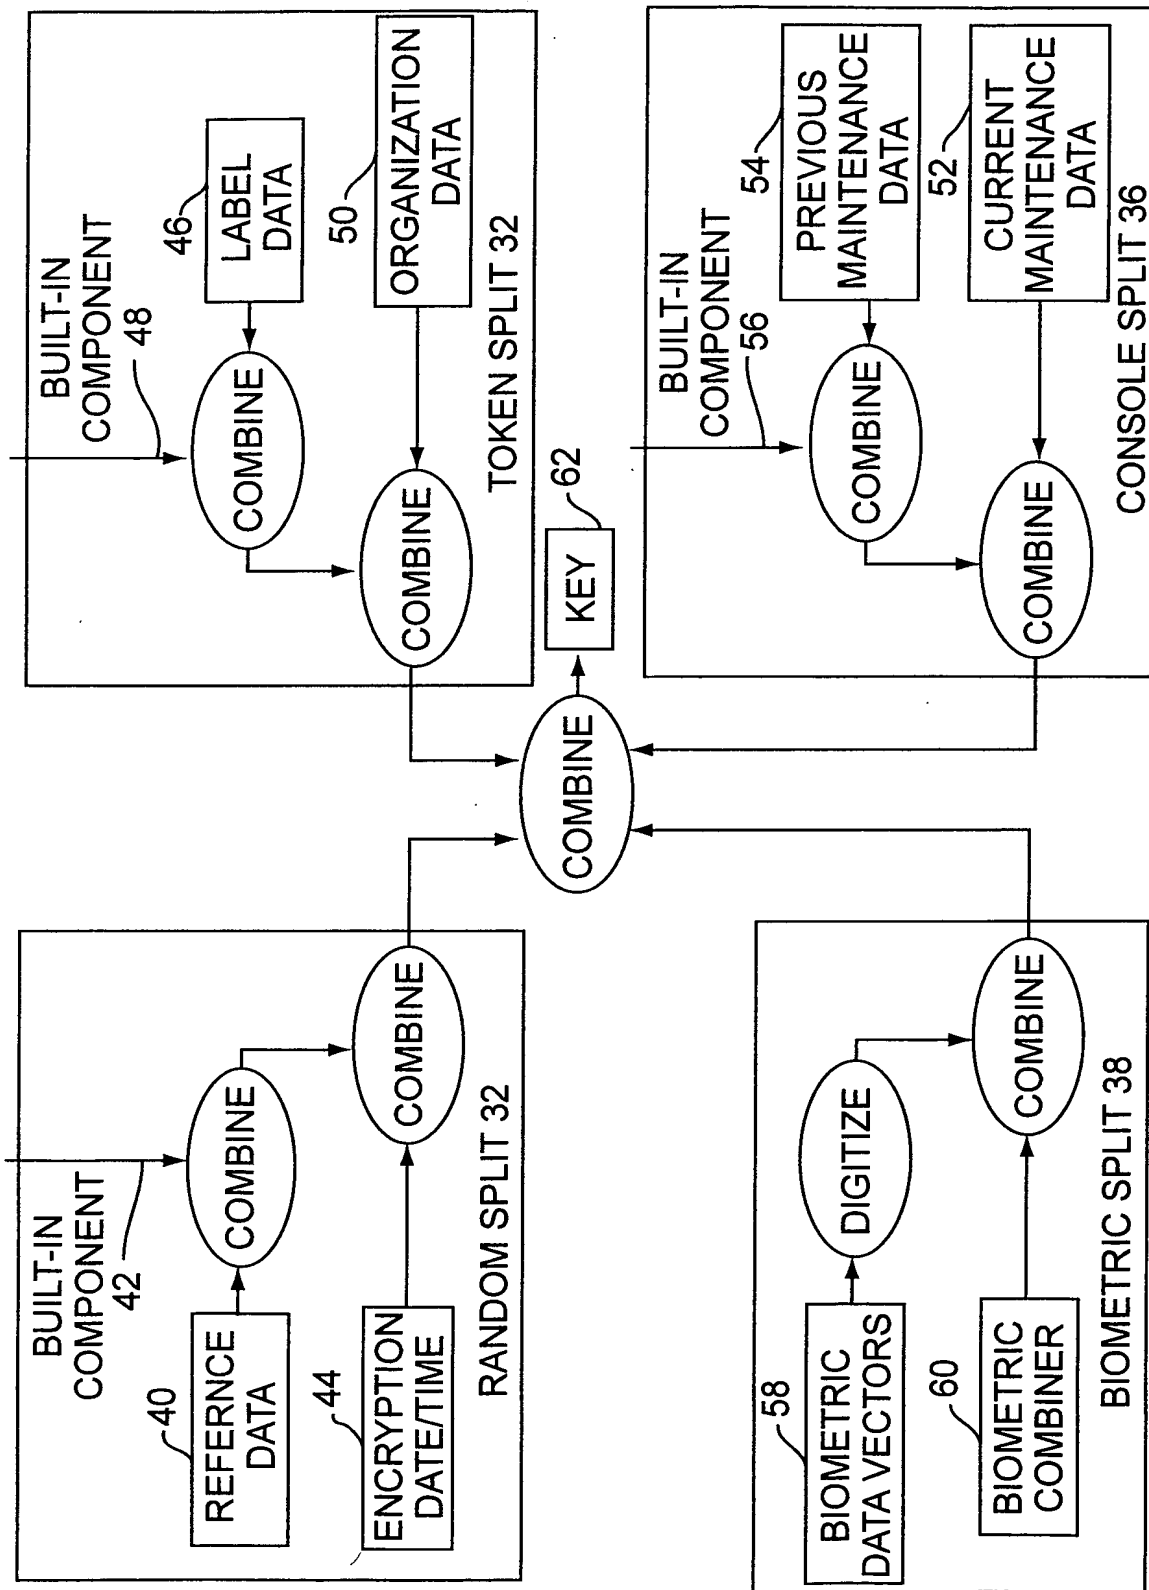 BUILT-IN
COMPONENT
42
40
REFERNCE
DATA
COMBINE
44
ENCRYPTION
DATE/TIME
COMBINE
RANDOM SPLIT 32
BUILT-IN
COMPONENT
48
46
LABEL
DATA
COMBINE
50
ORGANIZATION
DATA
COMBINE
TOKEN SPLIT 32
COMBINE
KEY
62
58
BIOMETRIC
DATA VECTORS
DIGITIZE
60
BIOMETRIC
COMBINER
COMBINE
BIOMETRIC SPLIT 38
BUILT-IN
COMPONENT
56
54
PREVIOUS
MAINTENANCE
DATA
COMBINE
52
CURRENT
MAINTENANCE
DATA
COMBINE
CONSOLE SPLIT 36